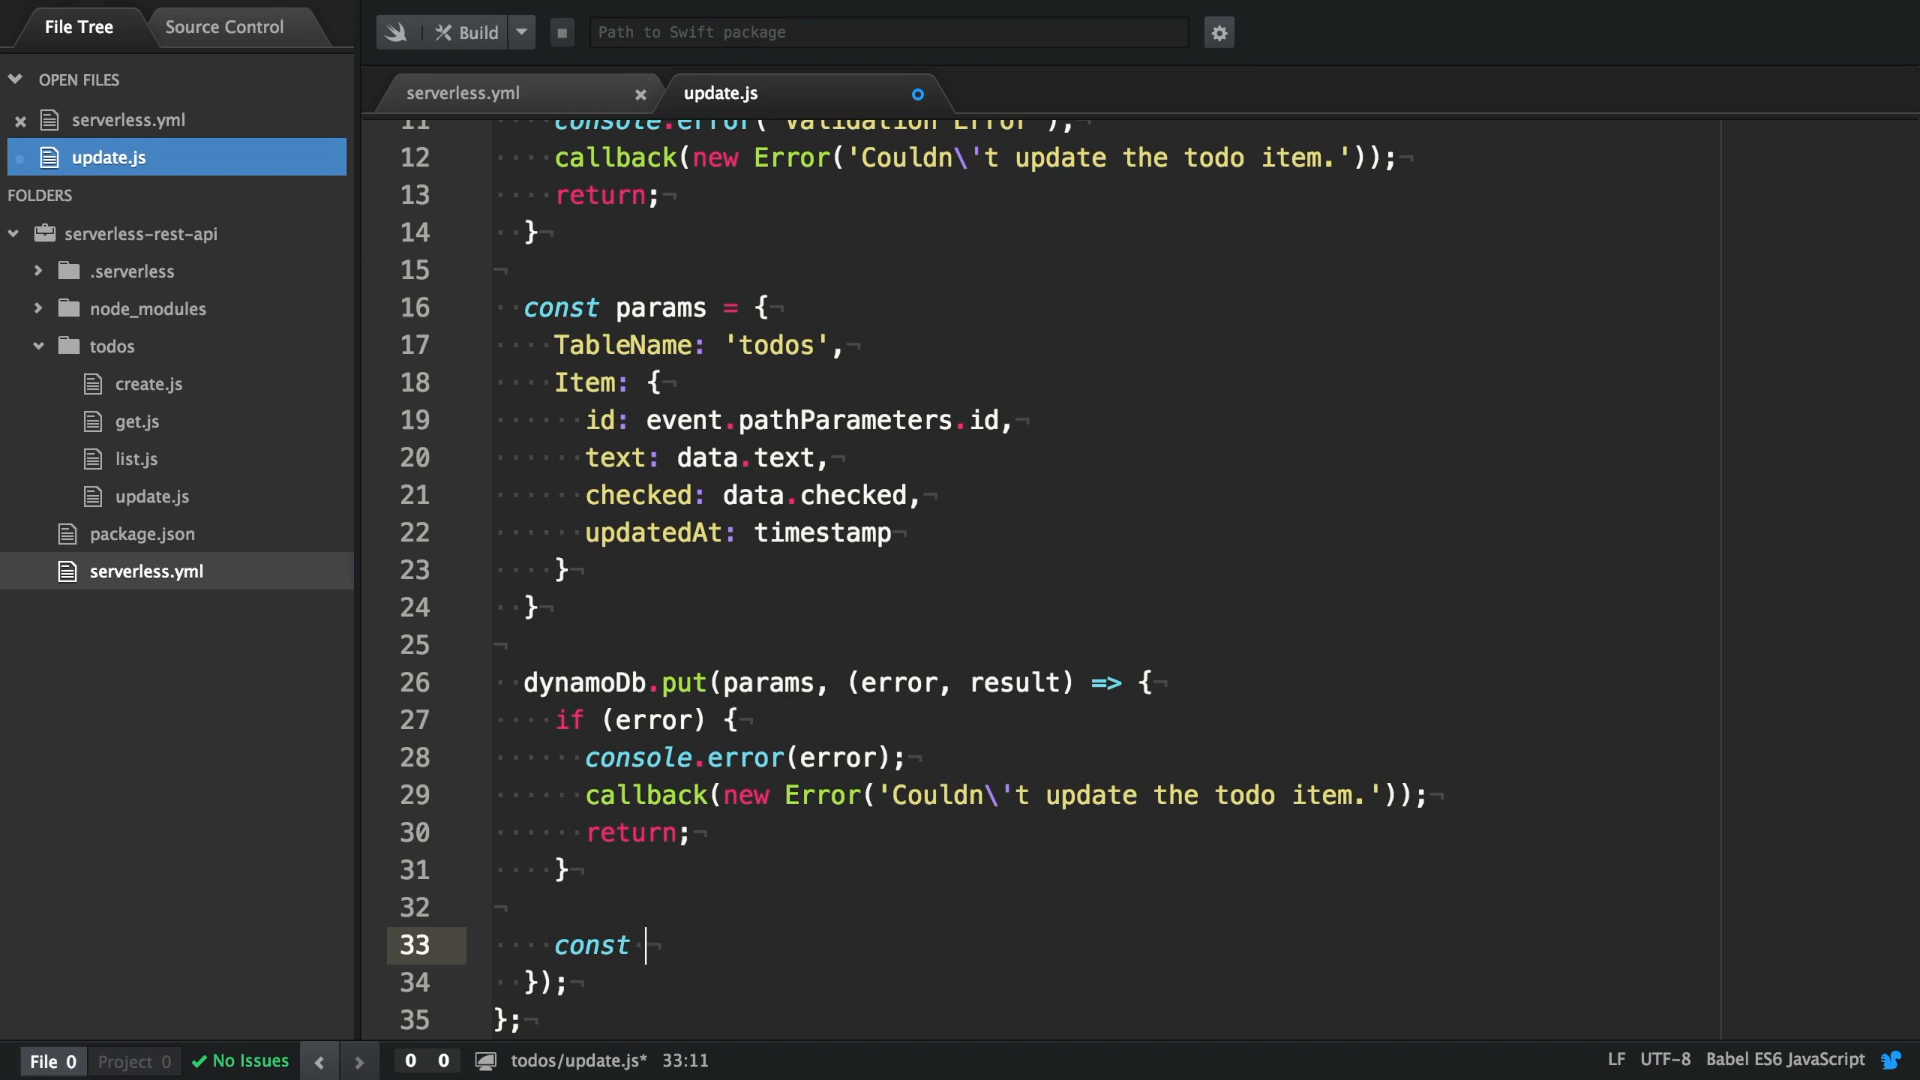 File Tree
Source Control
Build
Path to Swift package
OPEN FILES
serverless.yml
update.js
FOLDERS
serverless-rest-api
.serverless
node_modules
todos
create.js
get.js
list.js
update.js
package.json
serverless.yml
serverless.yml
update.js
11 console.error('Validation Error');
12 callback(new Error('Couldn\'t update the todo item.'));
13 return;
14 }
15
16 const params = {
17 TableName: 'todos',
18 Item: {
19 id: event.pathParameters.id,
20 text: data.text,
21 checked: data.checked,
22 updatedAt: timestamp
23 }
24 }
25
26 dynamoDb.put(params, (error, result) => {
27 if (error) {
28 console.error(error);
29 callback(new Error('Couldn\'t update the todo item.'));
30 return;
31 }
32
33 const
34 });
35 };
File 0 Project 0 No Issues 0 0 todos/update.js* 33:11 LF UTF-8 Babel ES6 JavaScript